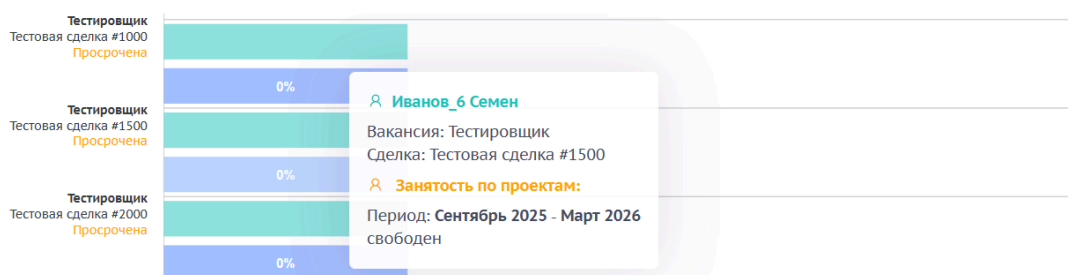 Тестировщик
Тестовая сделка #1000
Просрочена
0%
Тестировщик
Тестовая сделка #1500
Просрочена
0%
Тестировщик
Тестовая сделка #2000
Просрочена
0%
Иванов_6 Семен
Вакансия: Тестировщик
Сделка: Тестовая сделка #1500
Занятость по проектам:
Период: Сентябрь 2025 - Март 2026
свободен